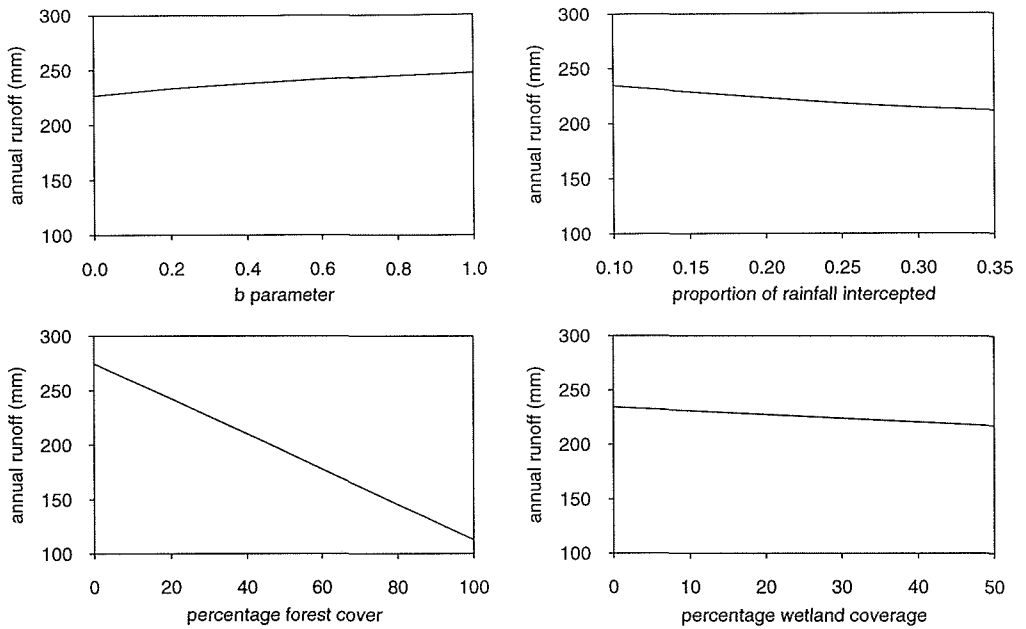 annual runoff (mm)
300
250
200
150
100
0.0 0.2 0.4 0.6 0.8 1.0
b parameter
annual runoff (mm)
300
250
200
150
100
0.10 0.15 0.20 0.25 0.30 0.35
proportion of rainfall intercepted
annual runoff (mm)
300
250
200
150
100
0 20 40 60 80 100
percentage forest cover
annual runoff (mm)
300
250
200
150
100
0 10 20 30 40 50
percentage wetland coverage